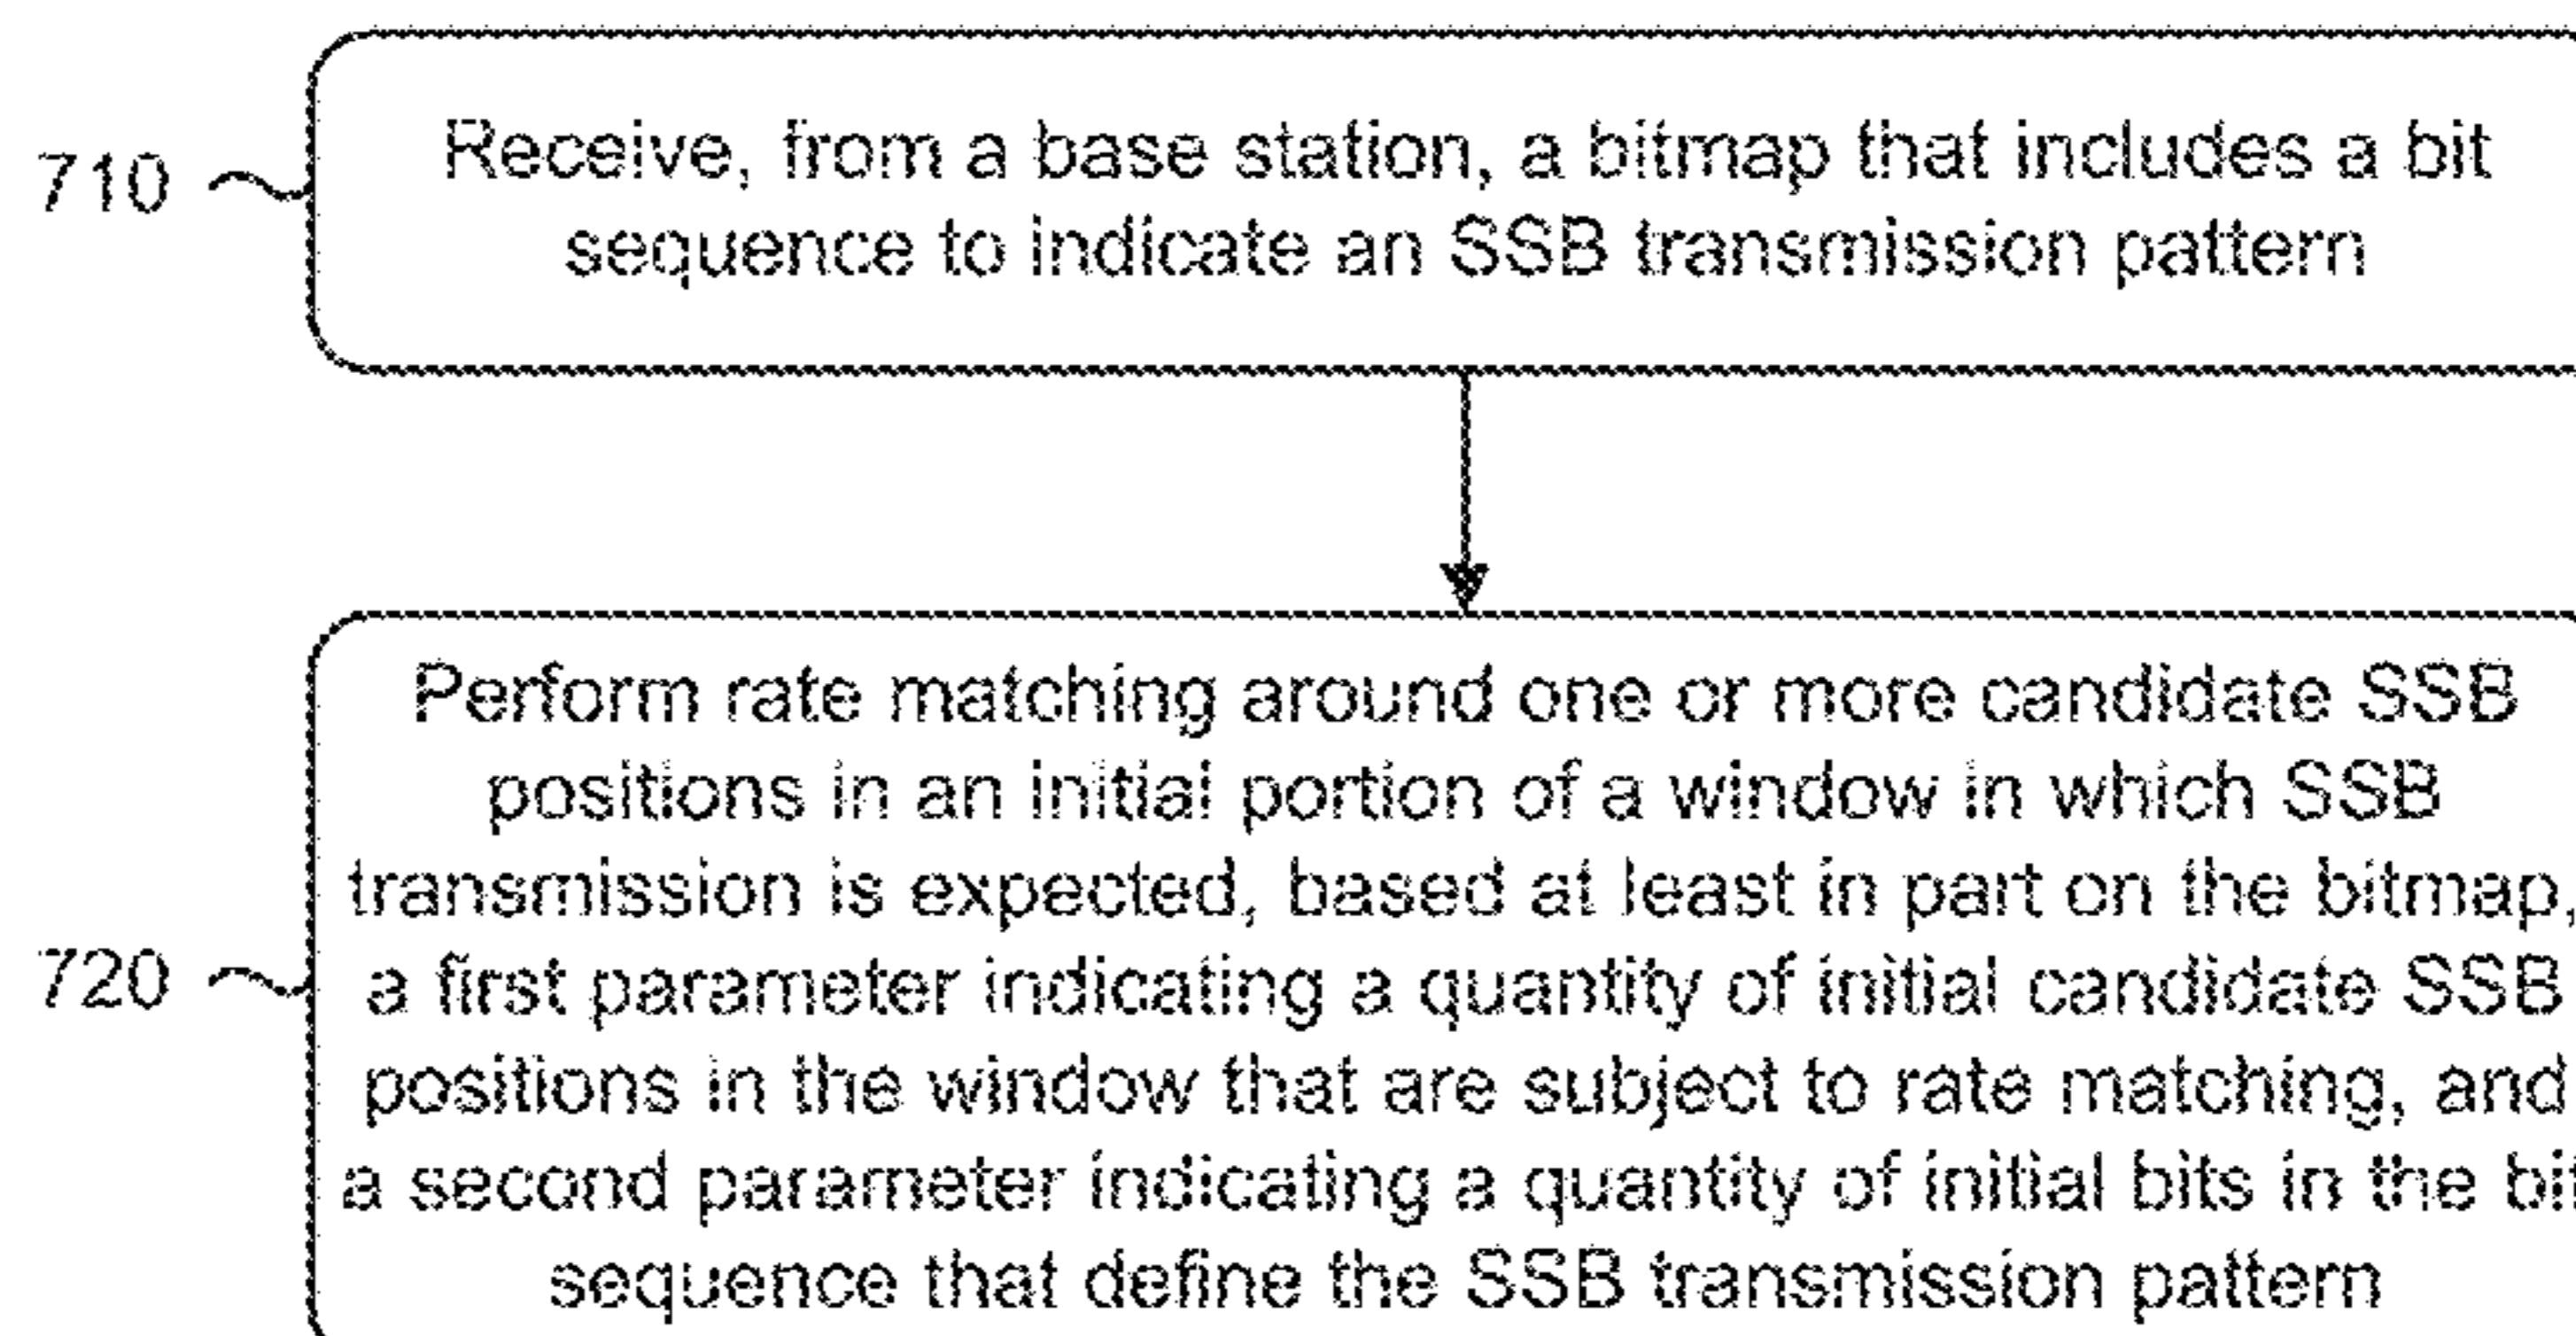 710
Receive, from a base station, a bitmap that includes a bit
sequence to indicate an SSB transmission pattern
720
Perform rate matching around one or more candidate SSB
positions in an initial portion of a window in which SSB
transmission is expected, based at least in part on the bitmap,
a first parameter indicating a quantity of initial candidate SSB
positions in the window that are subject to rate matching, and
a second parameter indicating a quantity of initial bits in the bit
sequence that define the SSB transmission pattern